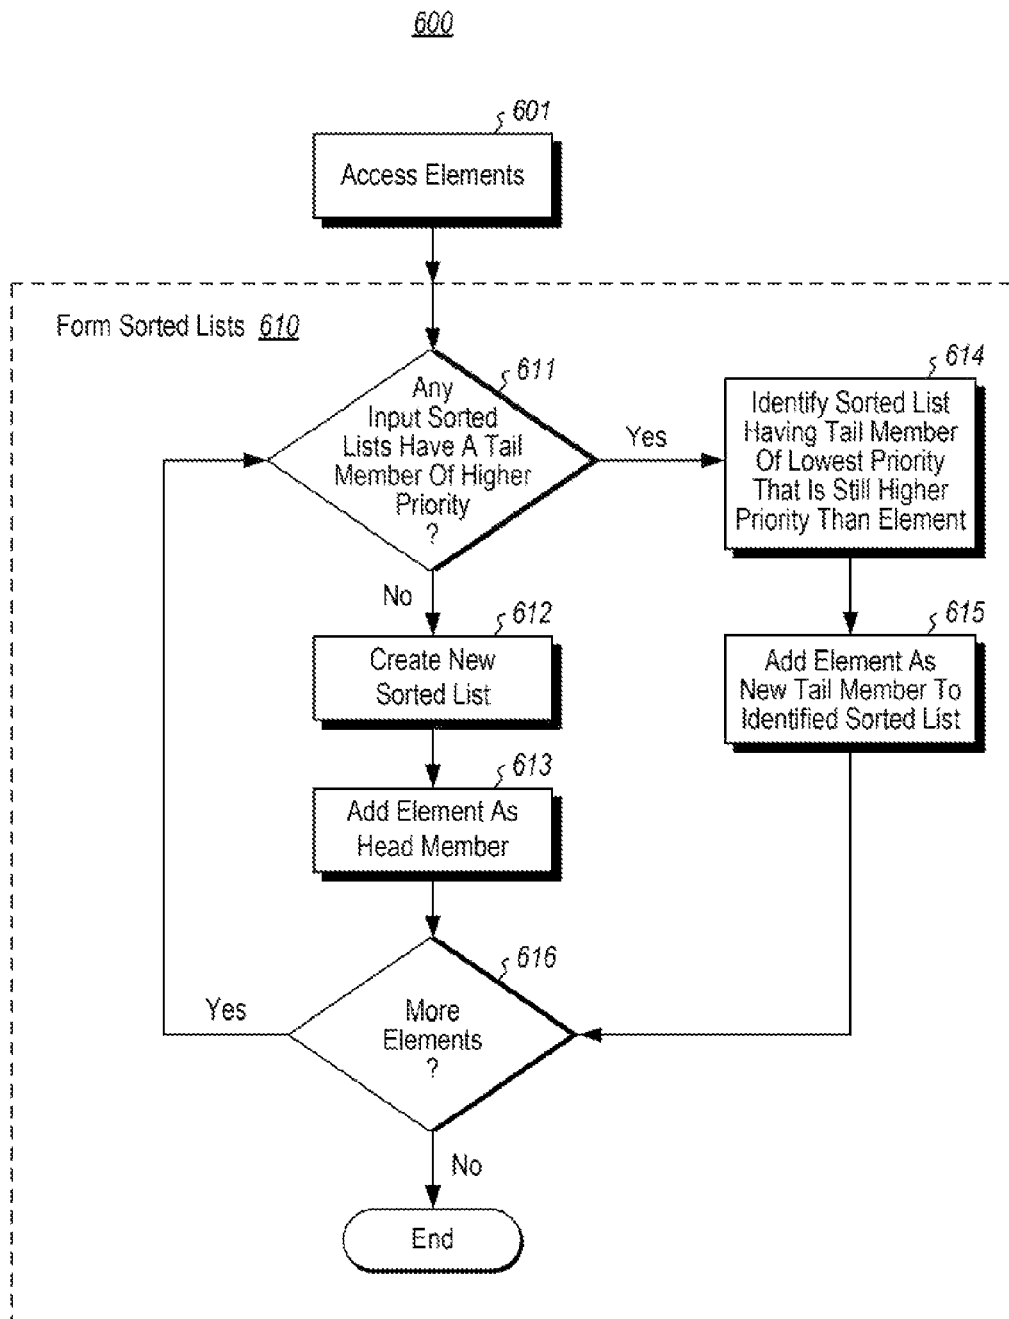 600
601
Access Elements
Form Sorted Lists 610
611
Any
Input Sorted
Lists Have A Tail
Member Of Higher
Priority
?
Yes
614
Identify Sorted List
Having Tail Member
Of Lowest Priority
That Is Still Higher
Priority Than Element
No
612
Create New
Sorted List
615
Add Element As
New Tail Member To
Identified Sorted List
613
Add Element As
Head Member
616
More
Elements
?
Yes
No
End